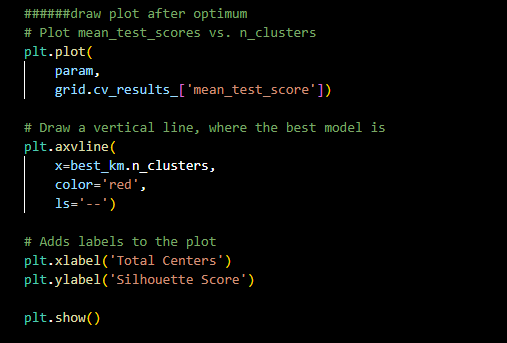 ######draw plot after optimum
# Plot mean_test_scores vs. n_clusters
plt.plot(
    param,
    grid.cv_results_['mean_test_score'])

# Draw a vertical line, where the best model is
plt.axvline(
    x=best_km.n_clusters,
    color='red',
    ls='--')

# Adds labels to the plot
plt.xlabel('Total Centers')
plt.ylabel('Silhouette Score')

plt.show()